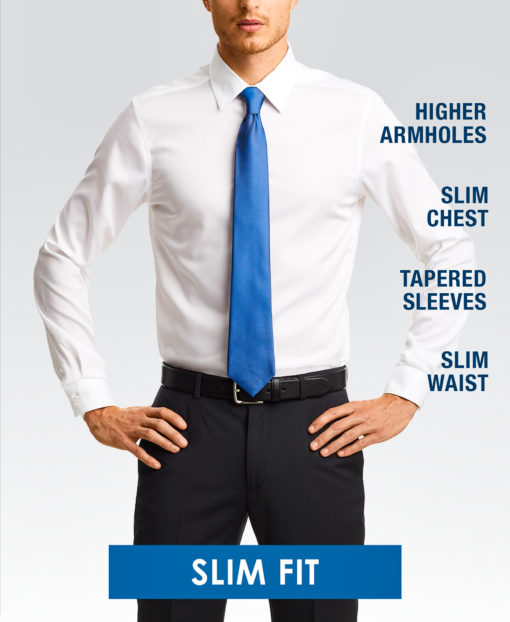 HIGHER
ARMHOLES
SLIM
CHEST
TAPERED
SLEEVES
SLIM
WAIST
SLIM FIT